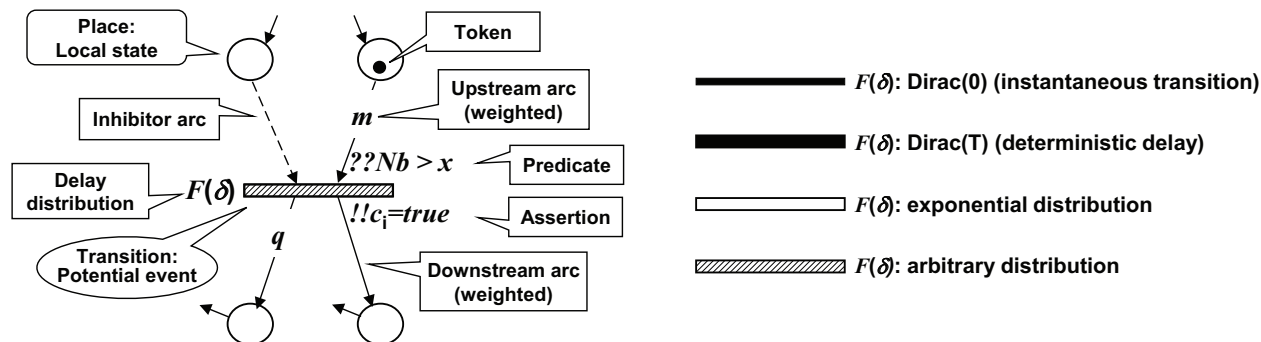 Place:
Local state
Token
Inhibitor arc
m
Upstream arc
(weighted)
??Nb > x
Predicate
Delay
distribution
F(δ)
!!ci=true
Assertion
Transition:
Potential event
q
Downstream arc
(weighted)
F(δ): Dirac(0) (instantaneous transition)
F(δ): Dirac(T) (deterministic delay)
F(δ): exponential distribution
F(δ): arbitrary distribution